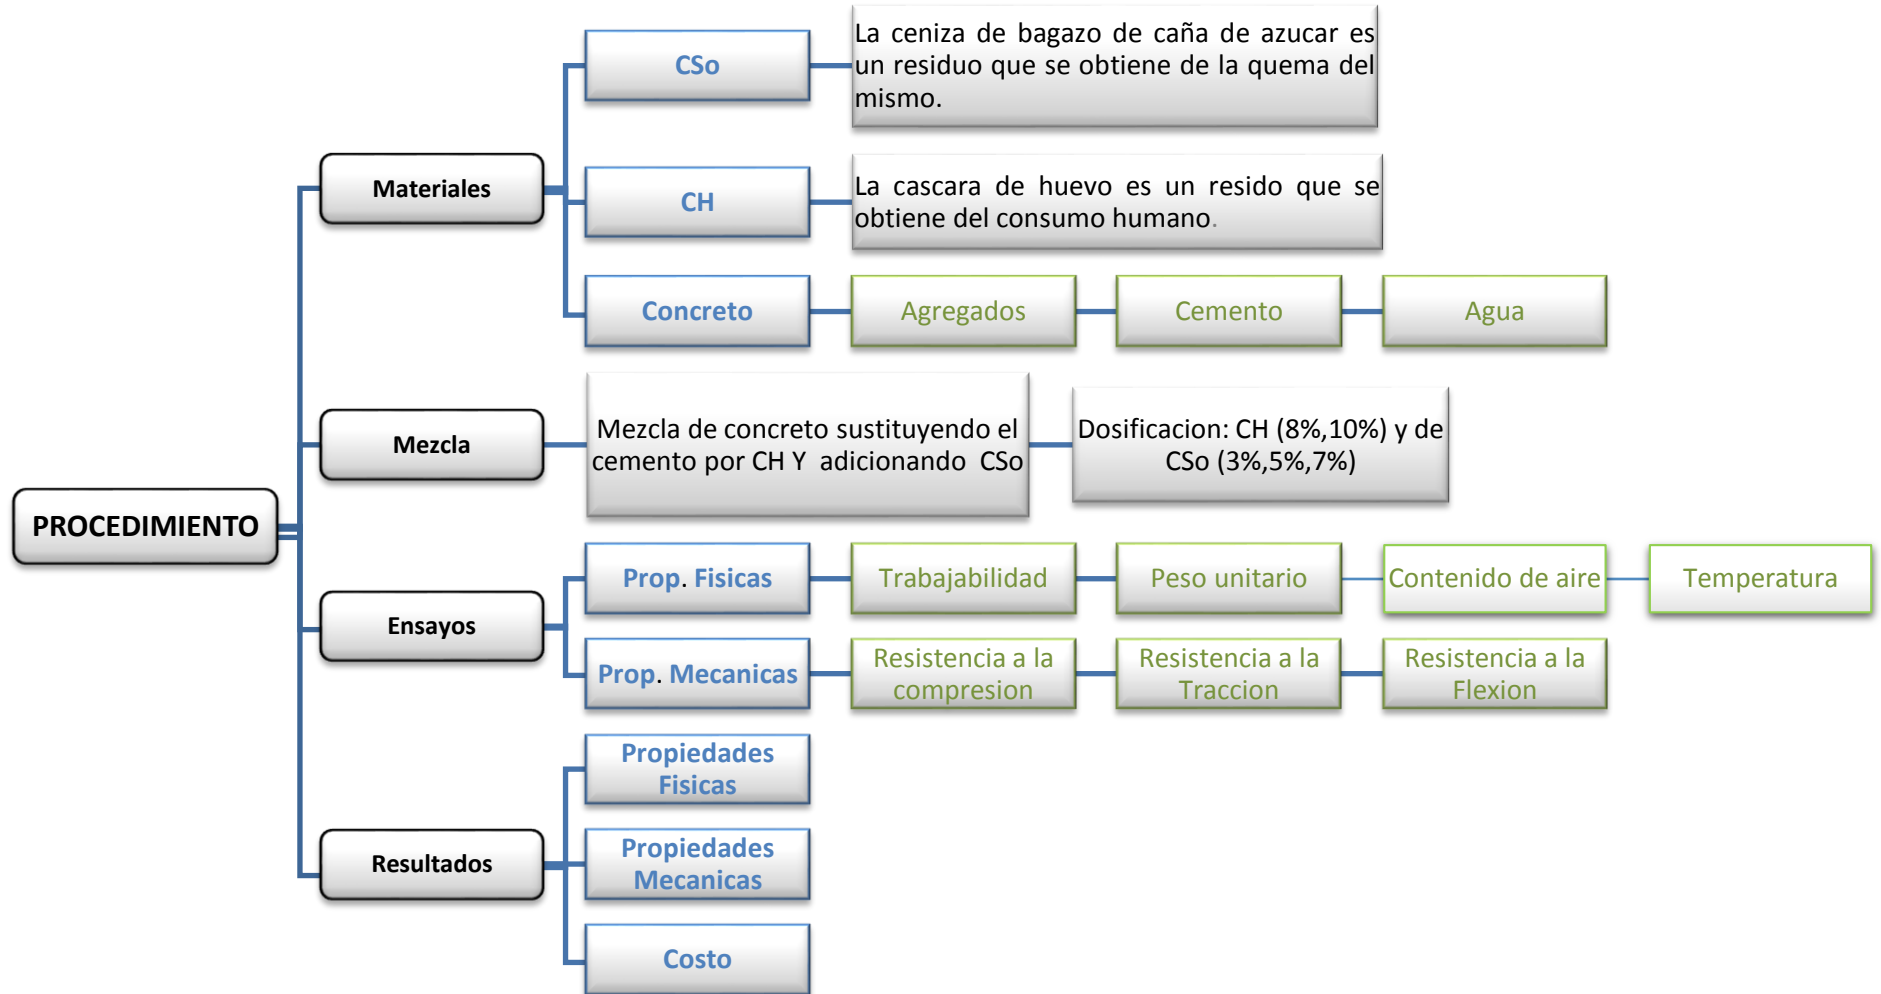 CSo
La ceniza de bagazo de caña de azucar es
un residuo que se obtiene de la quema del
mismo.
Materiales
CH
La cascara de huevo es un resido que se
obtiene del consumo humano.
Concreto
Agregados
Cemento
Agua
Mezcla
Mezcla de concreto sustituyendo el
cemento por CH Y adicionando CSo
Dosificacion: CH (8%,10%) y de
CSo (3%,5%,7%)
PROCEDIMIENTO
Ensayos
Prop. Fisicas
Trabajabilidad
Peso unitario
Contenido de aire
Temperatura
Prop. Mecanicas
Resistencia a la
compresion
Resistencia a la
Traccion
Resistencia a la
Flexion
Resultados
Propiedades
Fisicas
Propiedades
Mecanicas
Costo